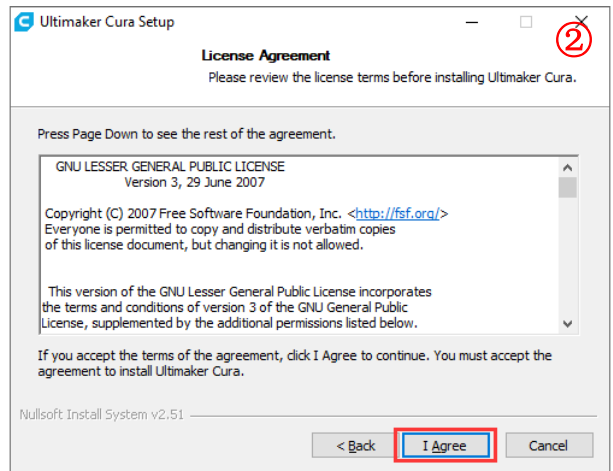 Ultimaker Cura Setup
②
License Agreement
Please review the license terms before installing Ultimaker Cura.
Press Page Down to see the rest of the agreement.
GNU LESSER GENERAL PUBLIC LICENSE
Version 3, 29 June 2007
Copyright (C) 2007 Free Software Foundation, Inc. <http://fsf.org/>
Everyone is permitted to copy and distribute verbatim copies
of this license document, but changing it is not allowed.
This version of the GNU Lesser General Public License incorporates
the terms and conditions of version 3 of the GNU General Public
License, supplemented by the additional permissions listed below.
If you accept the terms of the agreement, click I Agree to continue. You must accept the
agreement to install Ultimaker Cura.
Nullsoft Install System v2.51
< Back I Agree Cancel